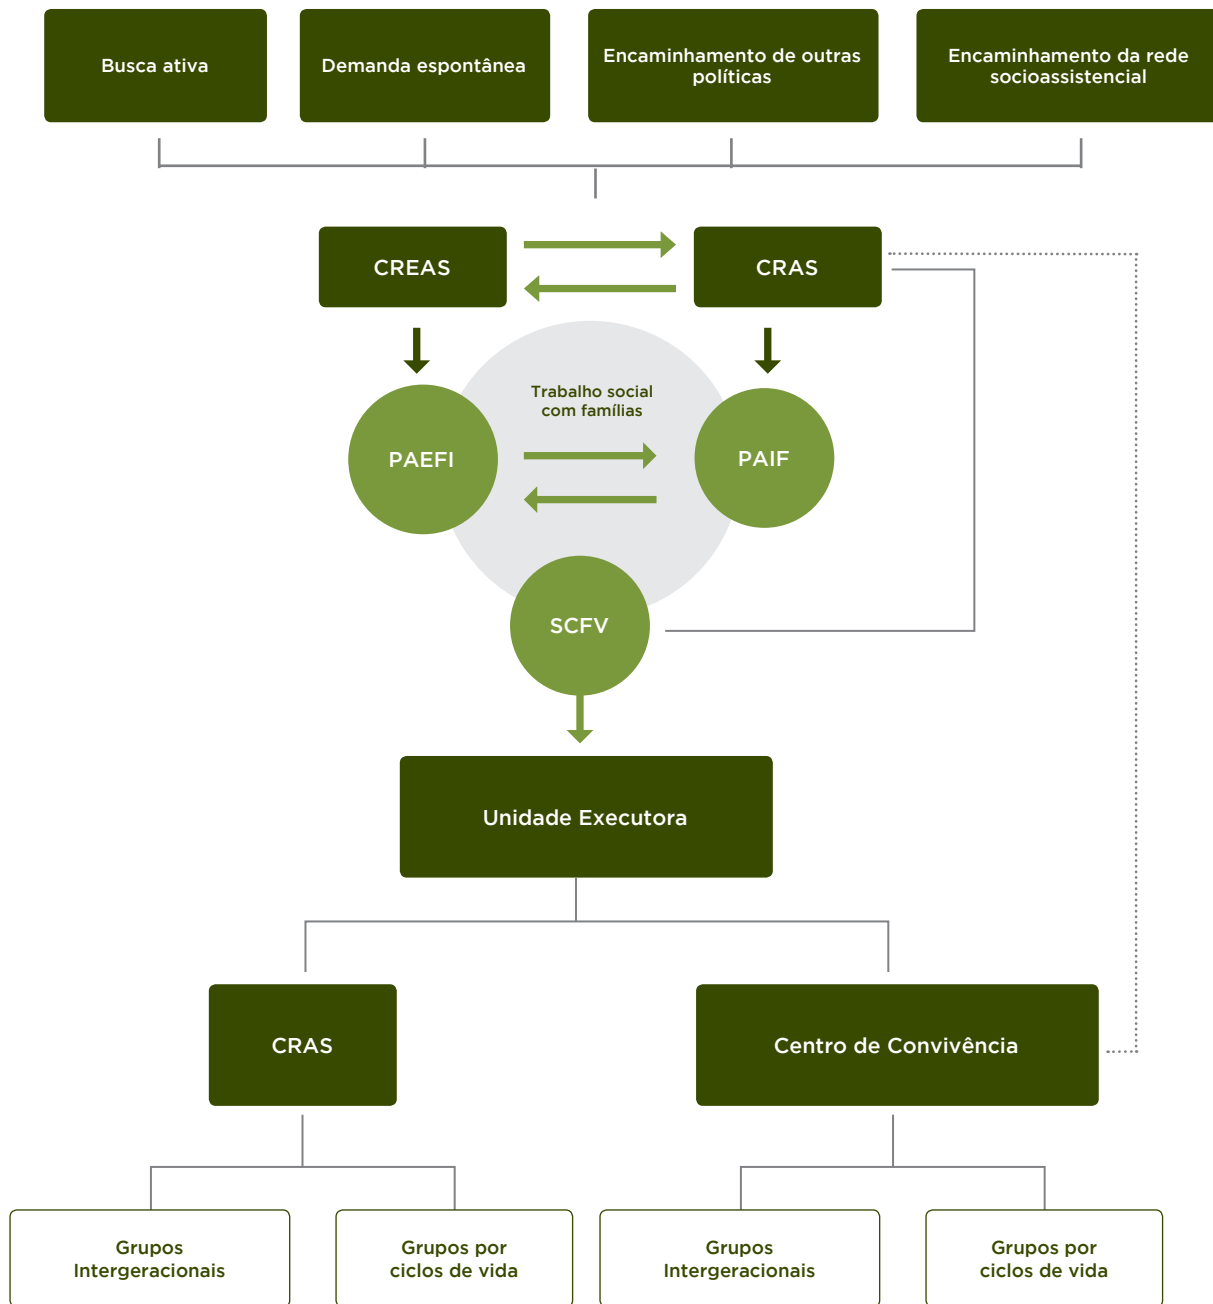 Busca ativa
Demanda espontânea
Encaminhamento de outras
políticas
Encaminhamento da rede
socioassistencial
CREAS
CRAS
Trabalho social
com famílias
PAEFI
PAIF
SCFV
Unidade Executora
CRAS
Centro de Convivência
Grupos
Intergeracionais
Grupos por
ciclos de vida
Grupos
Intergeracionais
Grupos por
ciclos de vida